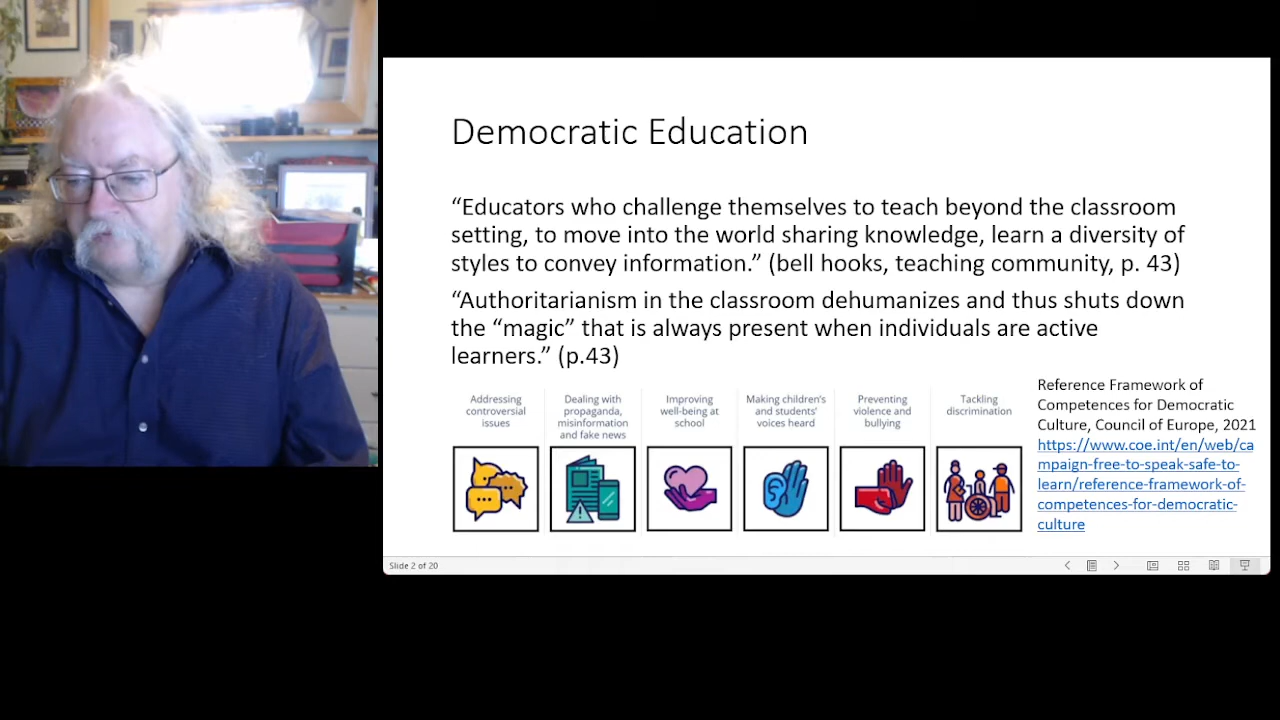 Democratic Education
“Educators who challenge themselves to teach beyond the classroom
setting, to move into the world sharing knowledge, learn a diversity of
styles to convey information.” (bell hooks, teaching community, p. 43)
“Authoritarianism in the classroom dehumanizes and thus shuts down
the “magic” that is always present when individuals are active
learners.” (p.43)
Addressing
controversial
issues
Dealing with
propaganda,
misinformation
and fake news
Improving
well-being at
school
Making children's
and students'
voices heard
Preventing
violence and
bullying
Tackling
discrimination
Reference Framework of
Competences for Democratic
Culture, Council of Europe, 2021
https://www.coe.int/en/web/ca
mpaign-free-to-speak-safe-to-
learn/reference-framework-of-
competences-for-democratic-
culture
Slide 2 of 20